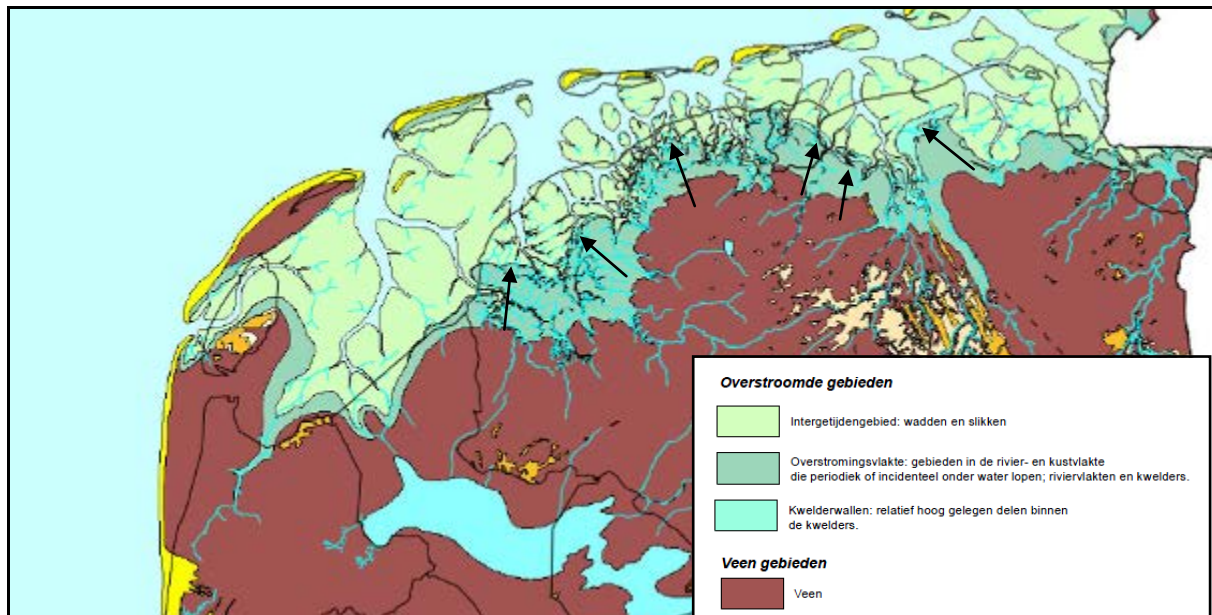 Overstroomde gebieden
Intergetijdengebied: wadden en slikken
Overstromingsvlakte: gebieden in de rivier- en kustvlakte
die periodiek of incidenteel onder water lopen; riviervlakten en kwelders.
Kwelderwallen: relatief hoog gelegen delen binnen
de kwelders.
Veen gebieden
Veen